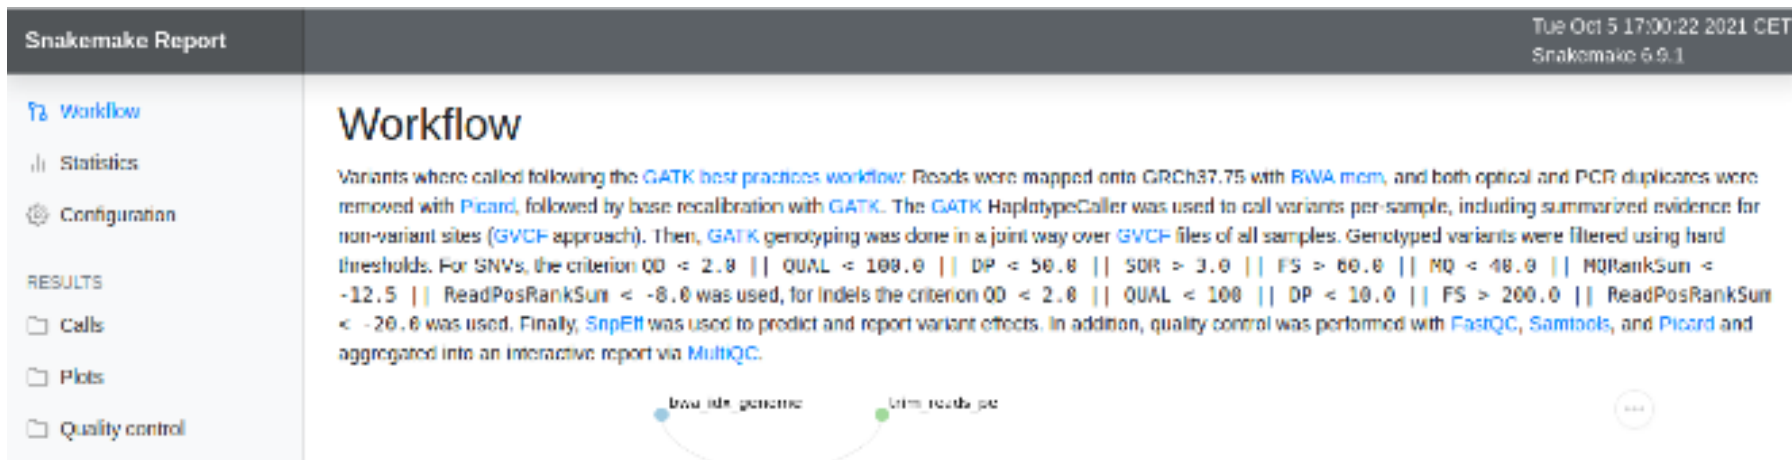 Snakemake Report
Tue Oct 5 17:00:22 2021 CET
Snakemake 6.9.1
Workflow
Statistics
Configuration
RESULTS
Calls
Plots
Quality control
Workflow
Variants where called following the GATK best practices workflow: Reads were mapped onto GRCh37.75 with BWA mem, and both optical and PCR duplicates were
removed with Picard, followed by base recalibration with GATK. The GATK HaplotypeCaller was used to call variants per-sample, including summarized evidence for
non-variant sites (GVCF approach). Then, GATK genotyping was done in a joint way over GVCF files of all samples. Genotyped variants were filtered using hard
thresholds. For SNVs, the criterion QD < 2.0 || QUAL < 100.0 || DP < 50.0 || SOR > 3.0 || FS > 60.0 || MQ < 40.0 || MQRankSum <
-12.5 || ReadPosRankSum < -8.0 was used, for Indels the criterion QD < 2.0 || QUAL < 100 || DP < 10.0 || FS > 200.0 || ReadPosRankSum
< -20.0 was used. Finally, SnpEff was used to predict and report variant effects. In addition, quality control was performed with FastQC, Samtools, and Picard and
aggregated into an interactive report via MultiQC.
bwa_idx_genome
trim_reads_pe